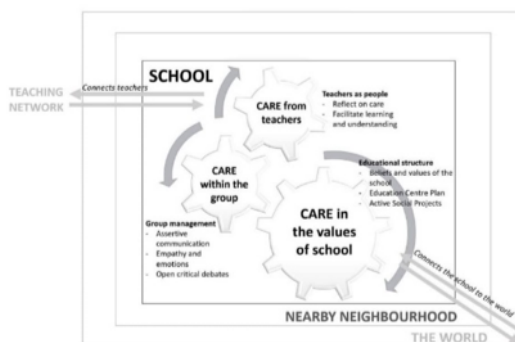 SCHOOL
TEACHING
NETWORK
Connects teachers
CARE from
teachers
Teachers as people
- Reflect on care
- Facilitate learning
and understanding
CARE
within the
group
Educational structure
- Beliefs and values of the
school
- Education Centre Plan
- Active Social Projects
CARE in
the values
of school
Group management
- Assertive
communication
- Empathy and
emotions
- Open critical debates
Connects the school to the world
NEARBY NEIGHBOURHOOD
THE WORLD